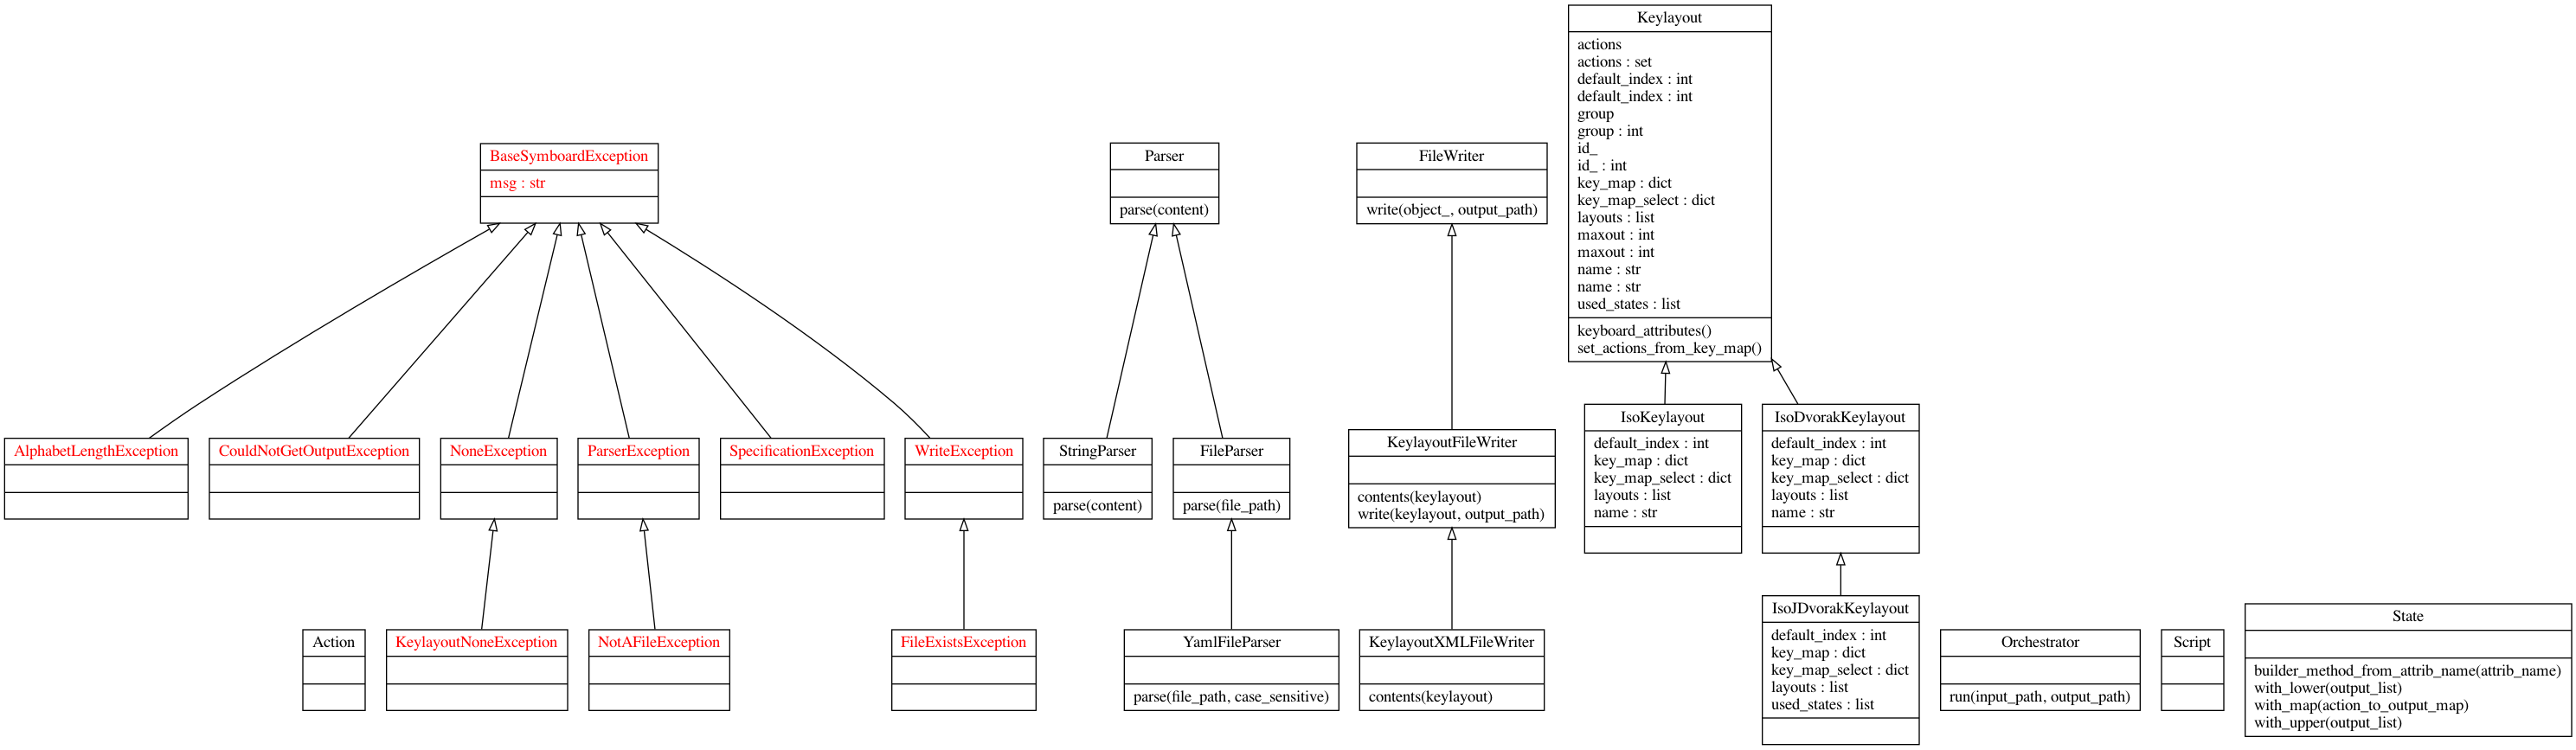 Keylayout
actions
actions : set
default_index : int
default_index : int
group
group : int
id_
id_ : int
key_map : dict
key_map_select : dict
layouts : list
maxout : int
maxout : int
name : str
name : str
used_states : list
keyboard_attributes()
set_actions_from_key_map()
BaseSymboardException
msg : str
Parser
parse(content)
FileWriter
write(object_, output_path)
AlphabetLengthException
CouldNotGetOutputException
NoneException
ParserException
SpecificationException
WriteException
StringParser
parse(content)
FileParser
parse(file_path)
KeylayoutFileWriter
contents(keylayout)
write(keylayout, output_path)
IsoKeylayout
default_index : int
key_map : dict
key_map_select : dict
layouts : list
name : str
IsoDvorakKeylayout
default_index : int
key_map : dict
key_map_select : dict
layouts : list
name : str
Action
KeylayoutNoneException
NotAFileException
FileExistsException
YamlFileParser
parse(file_path, case_sensitive)
KeylayoutXMLFileWriter
contents(keylayout)
IsoJDvorakKeylayout
default_index : int
key_map : dict
key_map_select : dict
layouts : list
used_states : list
Orchestrator
run(input_path, output_path)
Script
State
builder_method_from_attrib_name(attrib_name)
with_lower(output_list)
with_map(action_to_output_map)
with_upper(output_list)